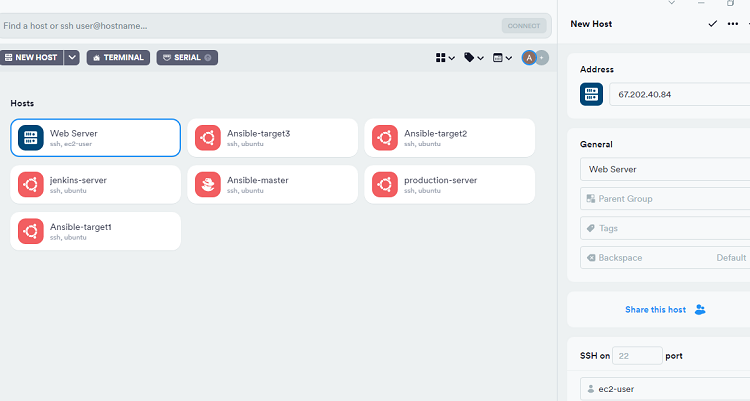 Find a host or ssh user@hostname...
CONNECT
NEW HOST
TERMINAL
SERIAL
A
+
Hosts
Web Server
ssh, ec2-user
Ansible-target3
ssh, ubuntu
Ansible-target2
ssh, ubuntu
jenkins-server
ssh, ubuntu
Ansible-master
ssh, ubuntu
production-server
ssh, ubuntu
Ansible-target1
ssh, ubuntu
New Host
Address
67.202.40.84
General
Web Server
Parent Group
Tags
Backspace Default
Share this host
SSH on 22 port
ec2-user